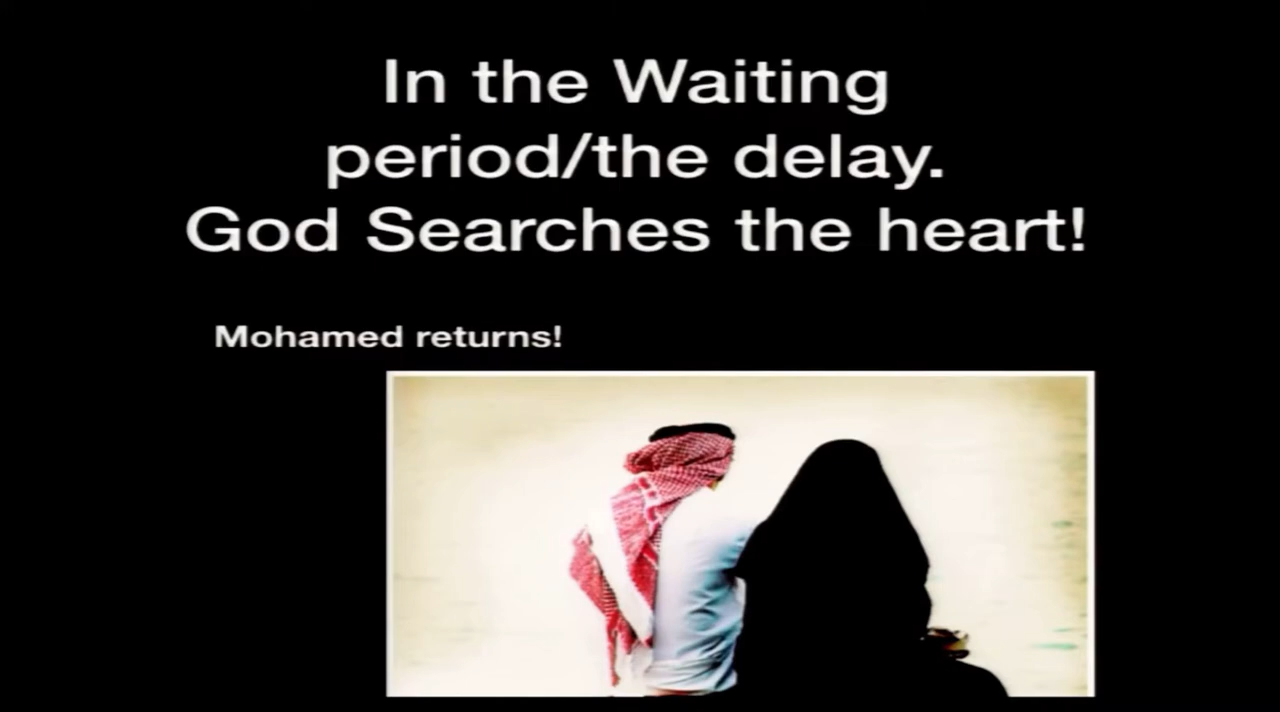 In the Waiting
period/the delay.
God Searches the heart!
Mohamed returns!